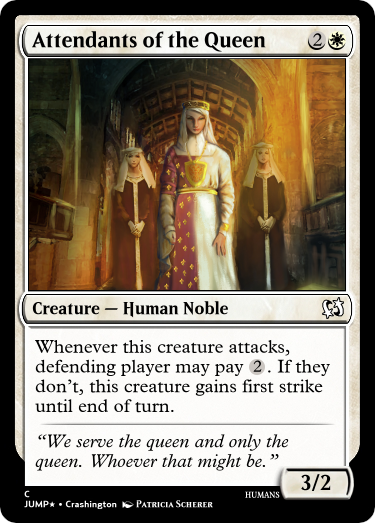 Attendants of the Queen 2
Creature — Human Noble
Whenever this creature attacks,
defending player may pay 2. If they
don't, this creature gains first strike
until end of turn.
“We serve the queen and only the
queen. Whoever that might be.”
3/2
C HUMANS
JUMP★ • Crashington PATRICIA SCHERER